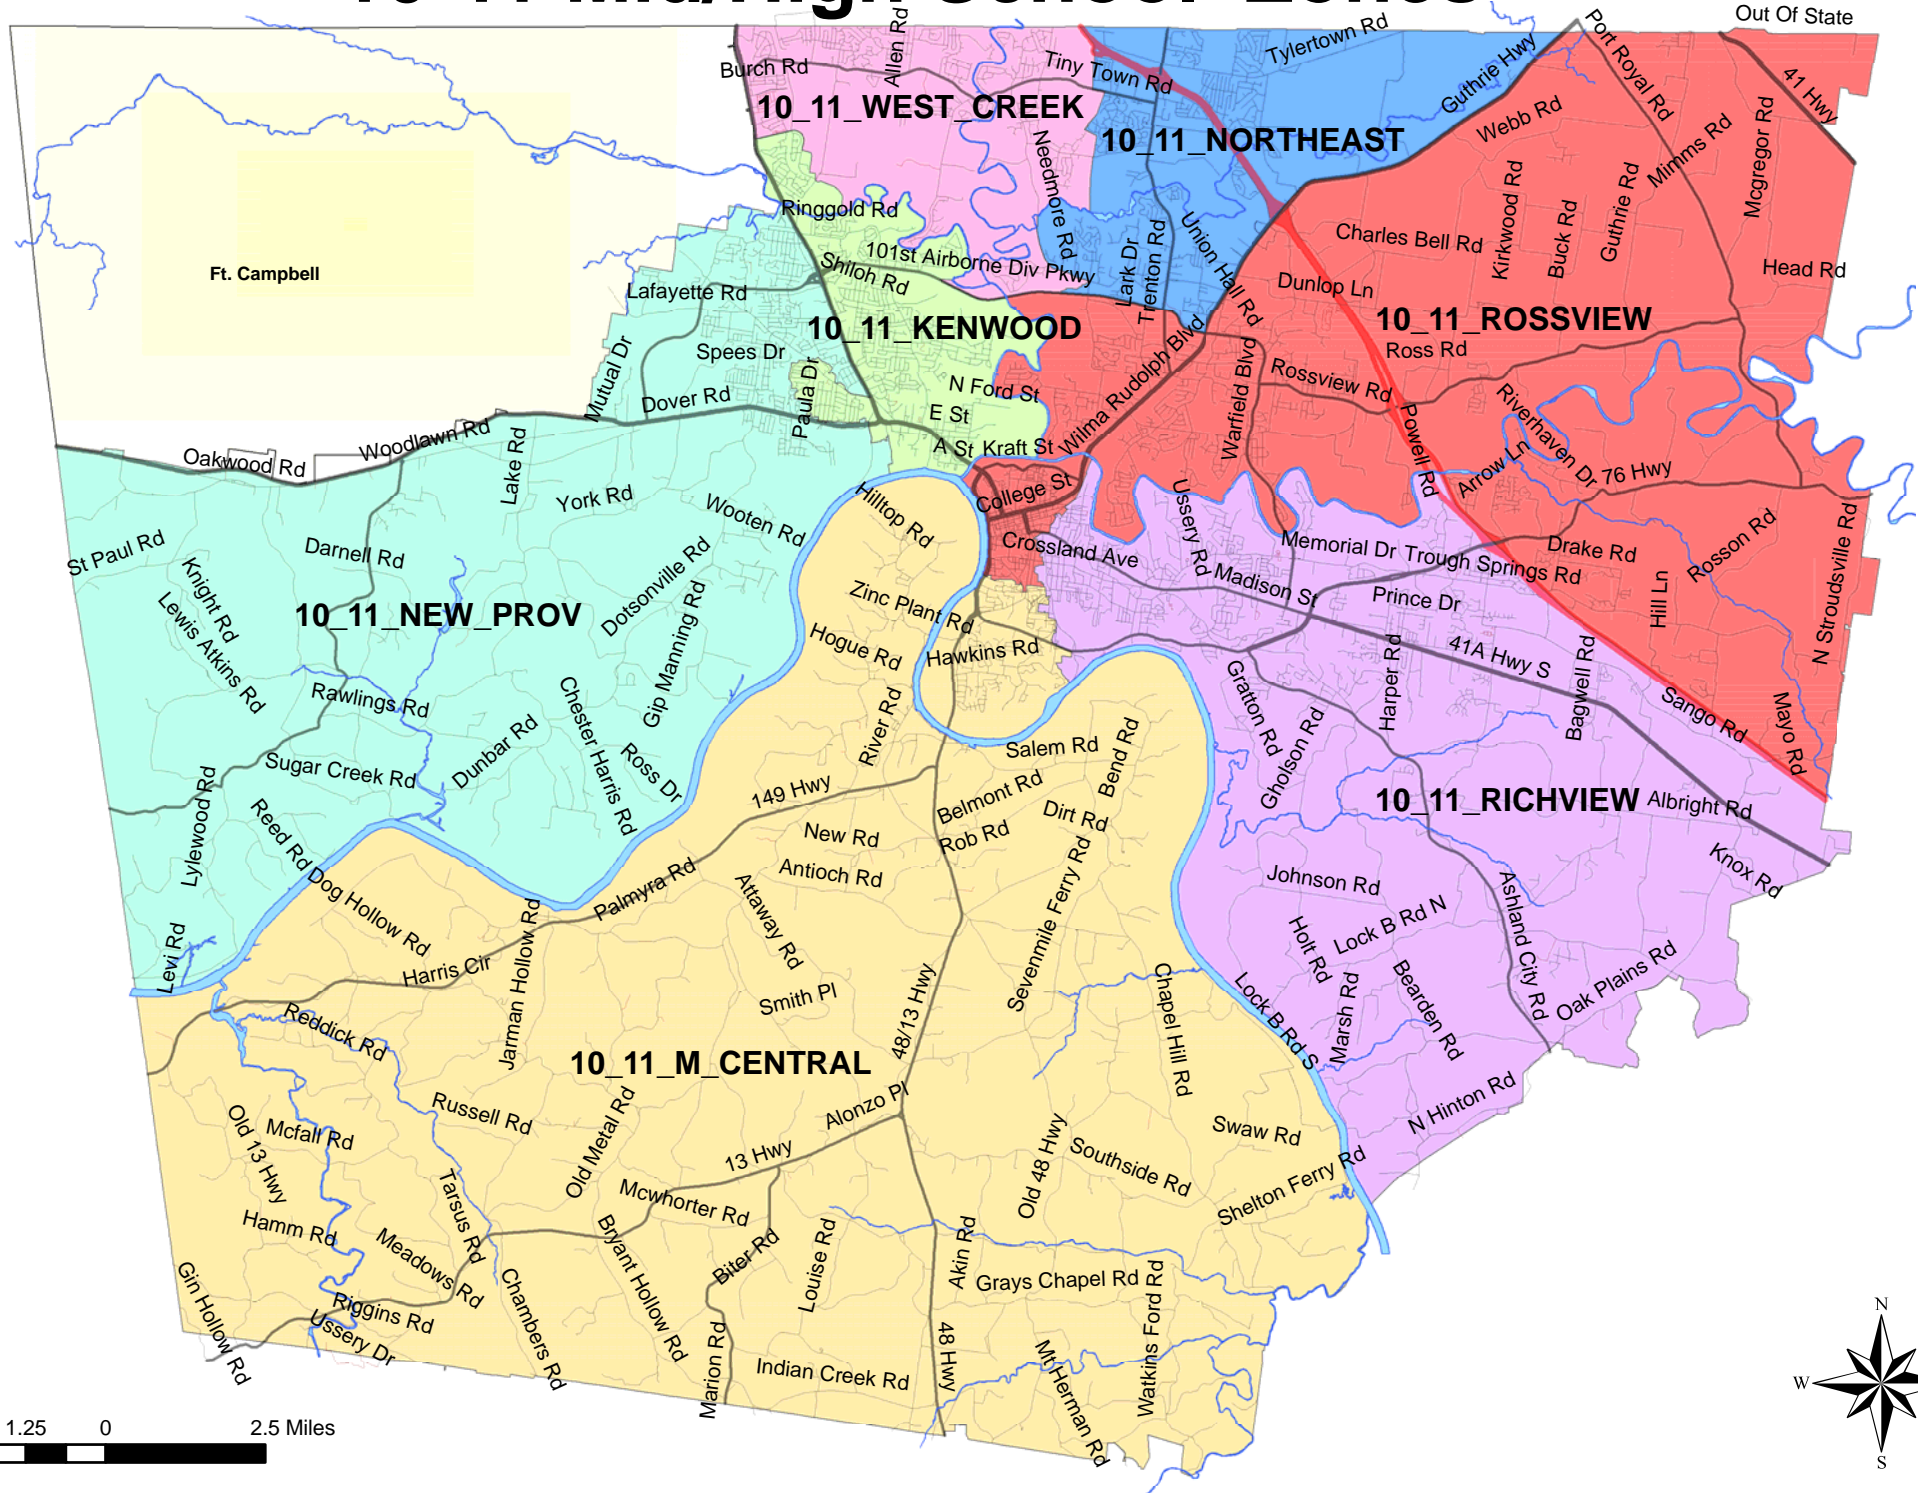 10-11 Mid/High School Zones
Out Of State
Burch Rd
Allen Rd
Tiny Town Rd
Tylertown Rd
Guthrie Hwy
Port Royal Rd
41 Hwy
10_11_WEST_CREEK
10_11_NORTHEAST
Webb Rd
Mimms Rd
Mcgregor Rd
Needmore Rd
Kirkwood Rd
Buck Rd
Guthrie Rd
Ringgold Rd
101st Airborne Div Pkwy
Shiloh Rd
Lark Dr
Trenton Rd
Union Hall Rd
Charles Bell Rd
Head Rd
Ft. Campbell
Lafayette Rd
Dunlop Ln
10_11_KENWOOD
10_11_ROSSVIEW
Ross Rd
Mutual Dr
Spees Dr
Paula Dr
Dover Rd
N Ford St
E St
A St
Kraft St
Wilma Rudolph Blvd
Warfield Blvd
Rossview Rd
Powell Rd
Riverhaven Dr
Arrow Ln
76 Hwy
Oakwood Rd
Woodlawn Rd
Lake Rd
York Rd
Wooten Rd
Hilltop Rd
College St
Crossland Ave
Ussery Rd
Memorial Dr
Trough Springs Rd
Drake Rd
Rosson Rd
N Stroudsville Rd
St Paul Rd
Darnell Rd
Knight Rd
Lewis Atkins Rd
Dotsonville Rd
Gip Manning Rd
Zinc Plant Rd
Madison St
Prince Dr
Hill Ln
10_11_NEW_PROV
Hogue Rd
Hawkins Rd
41A Hwy S
Harper Rd
Bagwell Rd
Sango Rd
Mayo Rd
Rawlings Rd
Chester Harris Rd
Dunbar Rd
Ross Dr
River Rd
Salem Rd
Bend Rd
Gratton Rd
Gholson Rd
Sugar Creek Rd
Lylewood Rd
Reed Rd
149 Hwy
Belmont Rd
Dirt Rd
New Rd
Rob Rd
10_11_RICHVIEW
Albright Rd
Knox Rd
Dog Hollow Rd
Palmyra Rd
Antioch Rd
Attaway Rd
Sevenmile Ferry Rd
Johnson Rd
Lock B Rd N
Ashland City Rd
Levi Rd
Harris Cir
Jarman Hollow Rd
Smith Pl
48/13 Hwy
Chapel Hill Rd
Holt Rd
Marsh Rd
Bearden Rd
Oak Plains Rd
Reddick Rd
Lock B Rd S
10_11_M_CENTRAL
Alonzo Pl
N Hinton Rd
Russell Rd
Old Metal Rd
Old 13 Hwy
Mcfall Rd
13 Hwy
Old 48 Hwy
Swaw Rd
Southside Rd
Shelton Ferry Rd
Tarsus Rd
Mcwhorter Rd
Hamm Rd
Meadows Rd
Bryant Hollow Rd
Biter Rd
Louise Rd
Akin Rd
Grays Chapel Rd
Watkins Ford Rd
Gin Hollow Rd
Riggins Rd
Ussery Dr
Chambers Rd
Marion Rd
Indian Creek Rd
48 Hwy
Mt Herman Rd
N
W
S
1.25
0
2.5 Miles